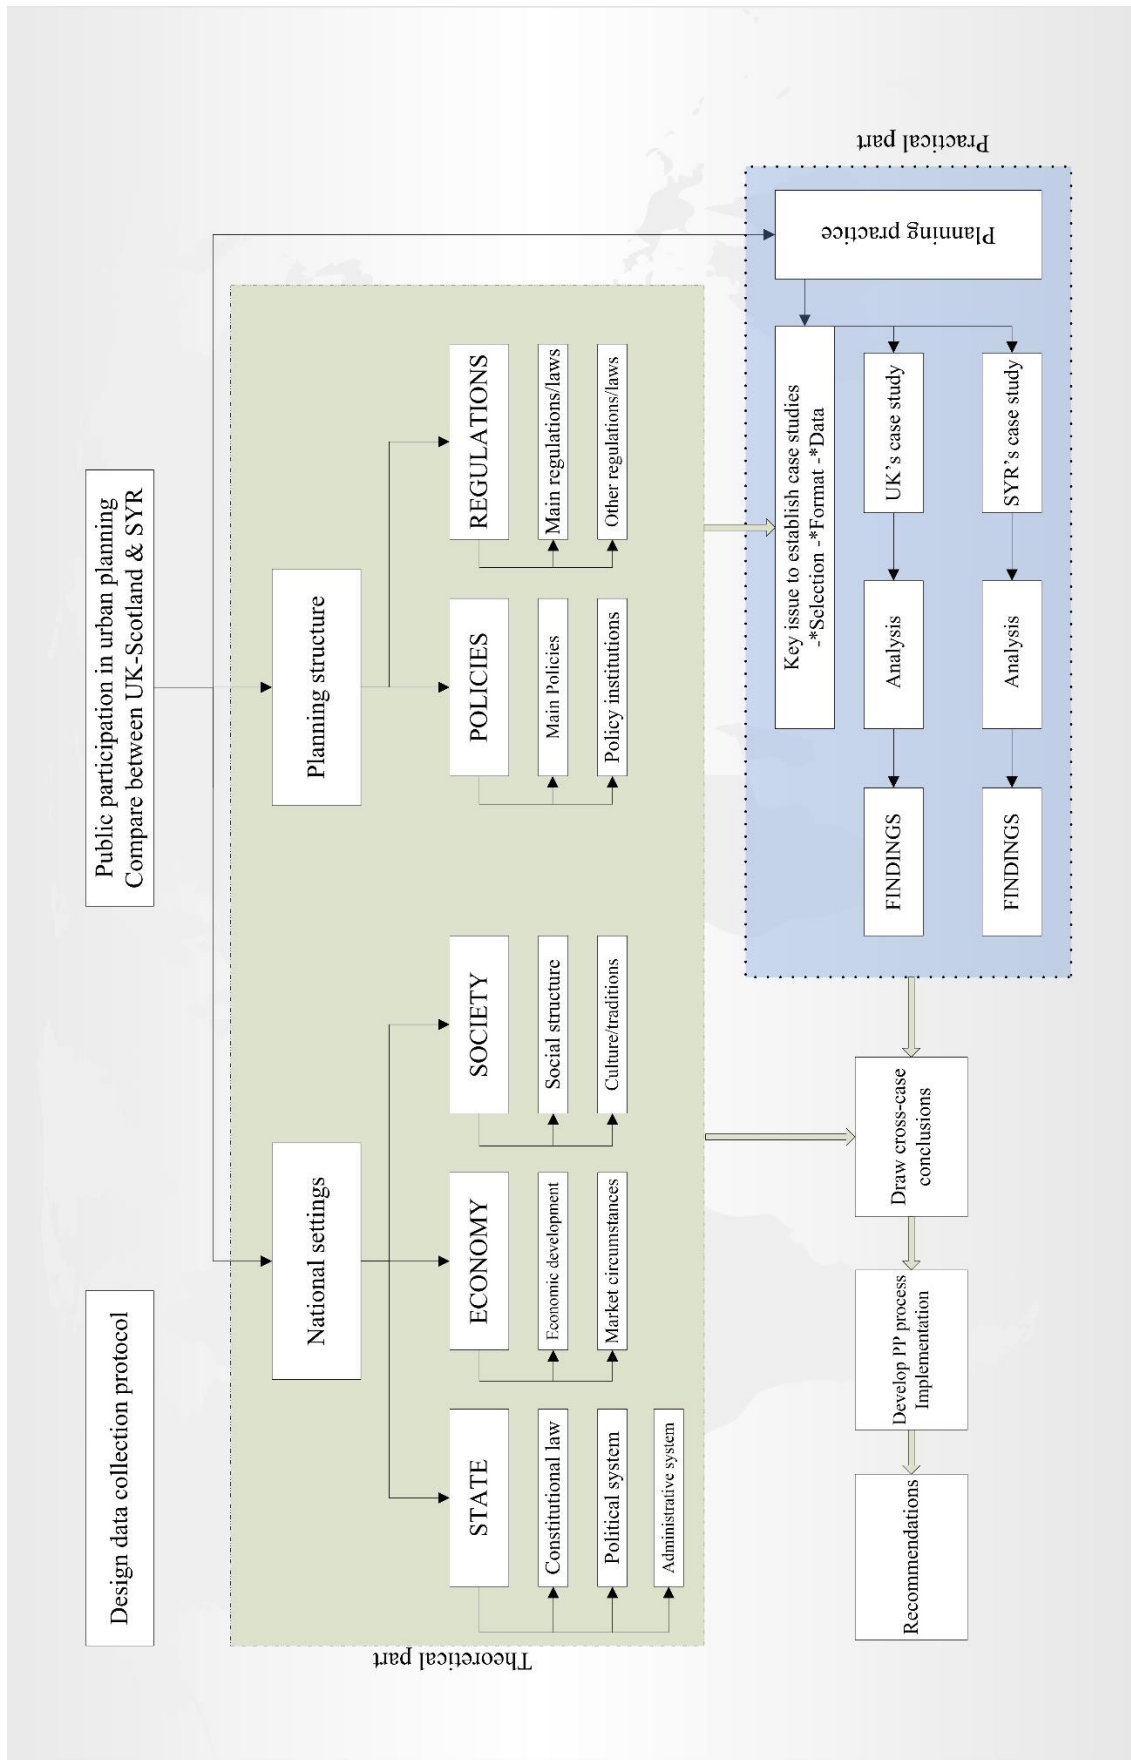 Design data collection protocol
Public participation in urban planning
Compare between UK-Scotland & SYR
Theoretical part
National settings
Planning structure
STATE
ECONOMY
SOCIETY
POLICIES
REGULATIONS
Constitutional law
Economic development
Social structure
Main Policies
Main regulations/laws
Political system
Market circumstances
Culture/traditions
Policy institutions
Other regulations/laws
Administrative system
Practical part
Planning practice
Key issue to establish case studies
-*Selection -*Format -*Data
FINDINGS
Analysis
UK's case study
FINDINGS
Analysis
SYR's case study
Recommendations
Develop PP process
Implementation
Draw cross-case
conclusions